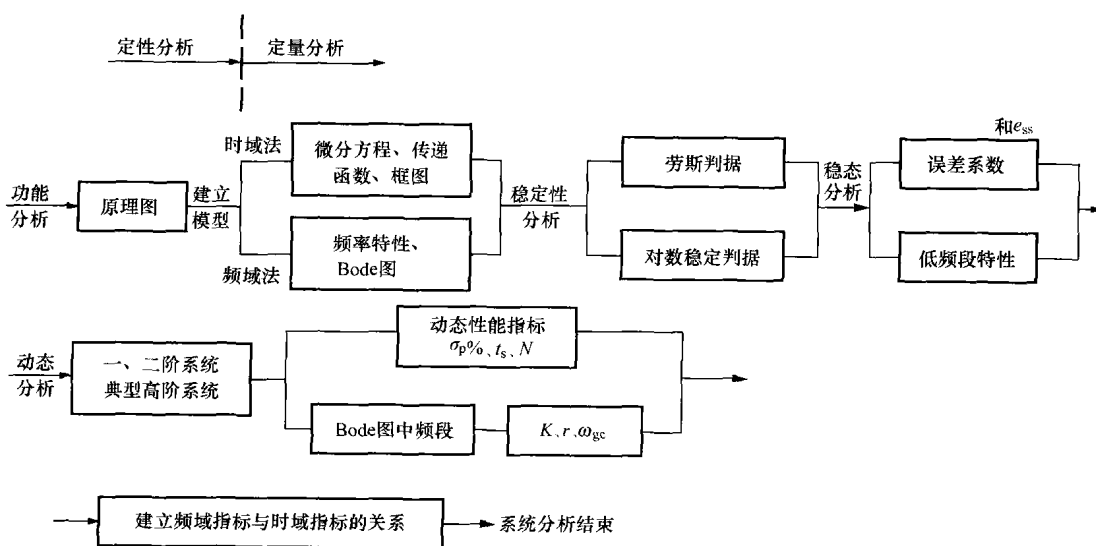 定性分析
定量分析
功能
分析
原理图
建立
模型
时域法
微分方程、传递
函数、框图
频域法
频率特性、
Bode图
稳定性
分析
劳斯判据
对数稳定判据
稳态
分析
和e_ss
误差系数
低频段特性
动态
分析
一、二阶系统
典型高阶系统
动态性能指标
σ_p%、t_s、N
Bode图中频段
K、r、ω_gc
建立频域指标与时域指标的关系
系统分析结束